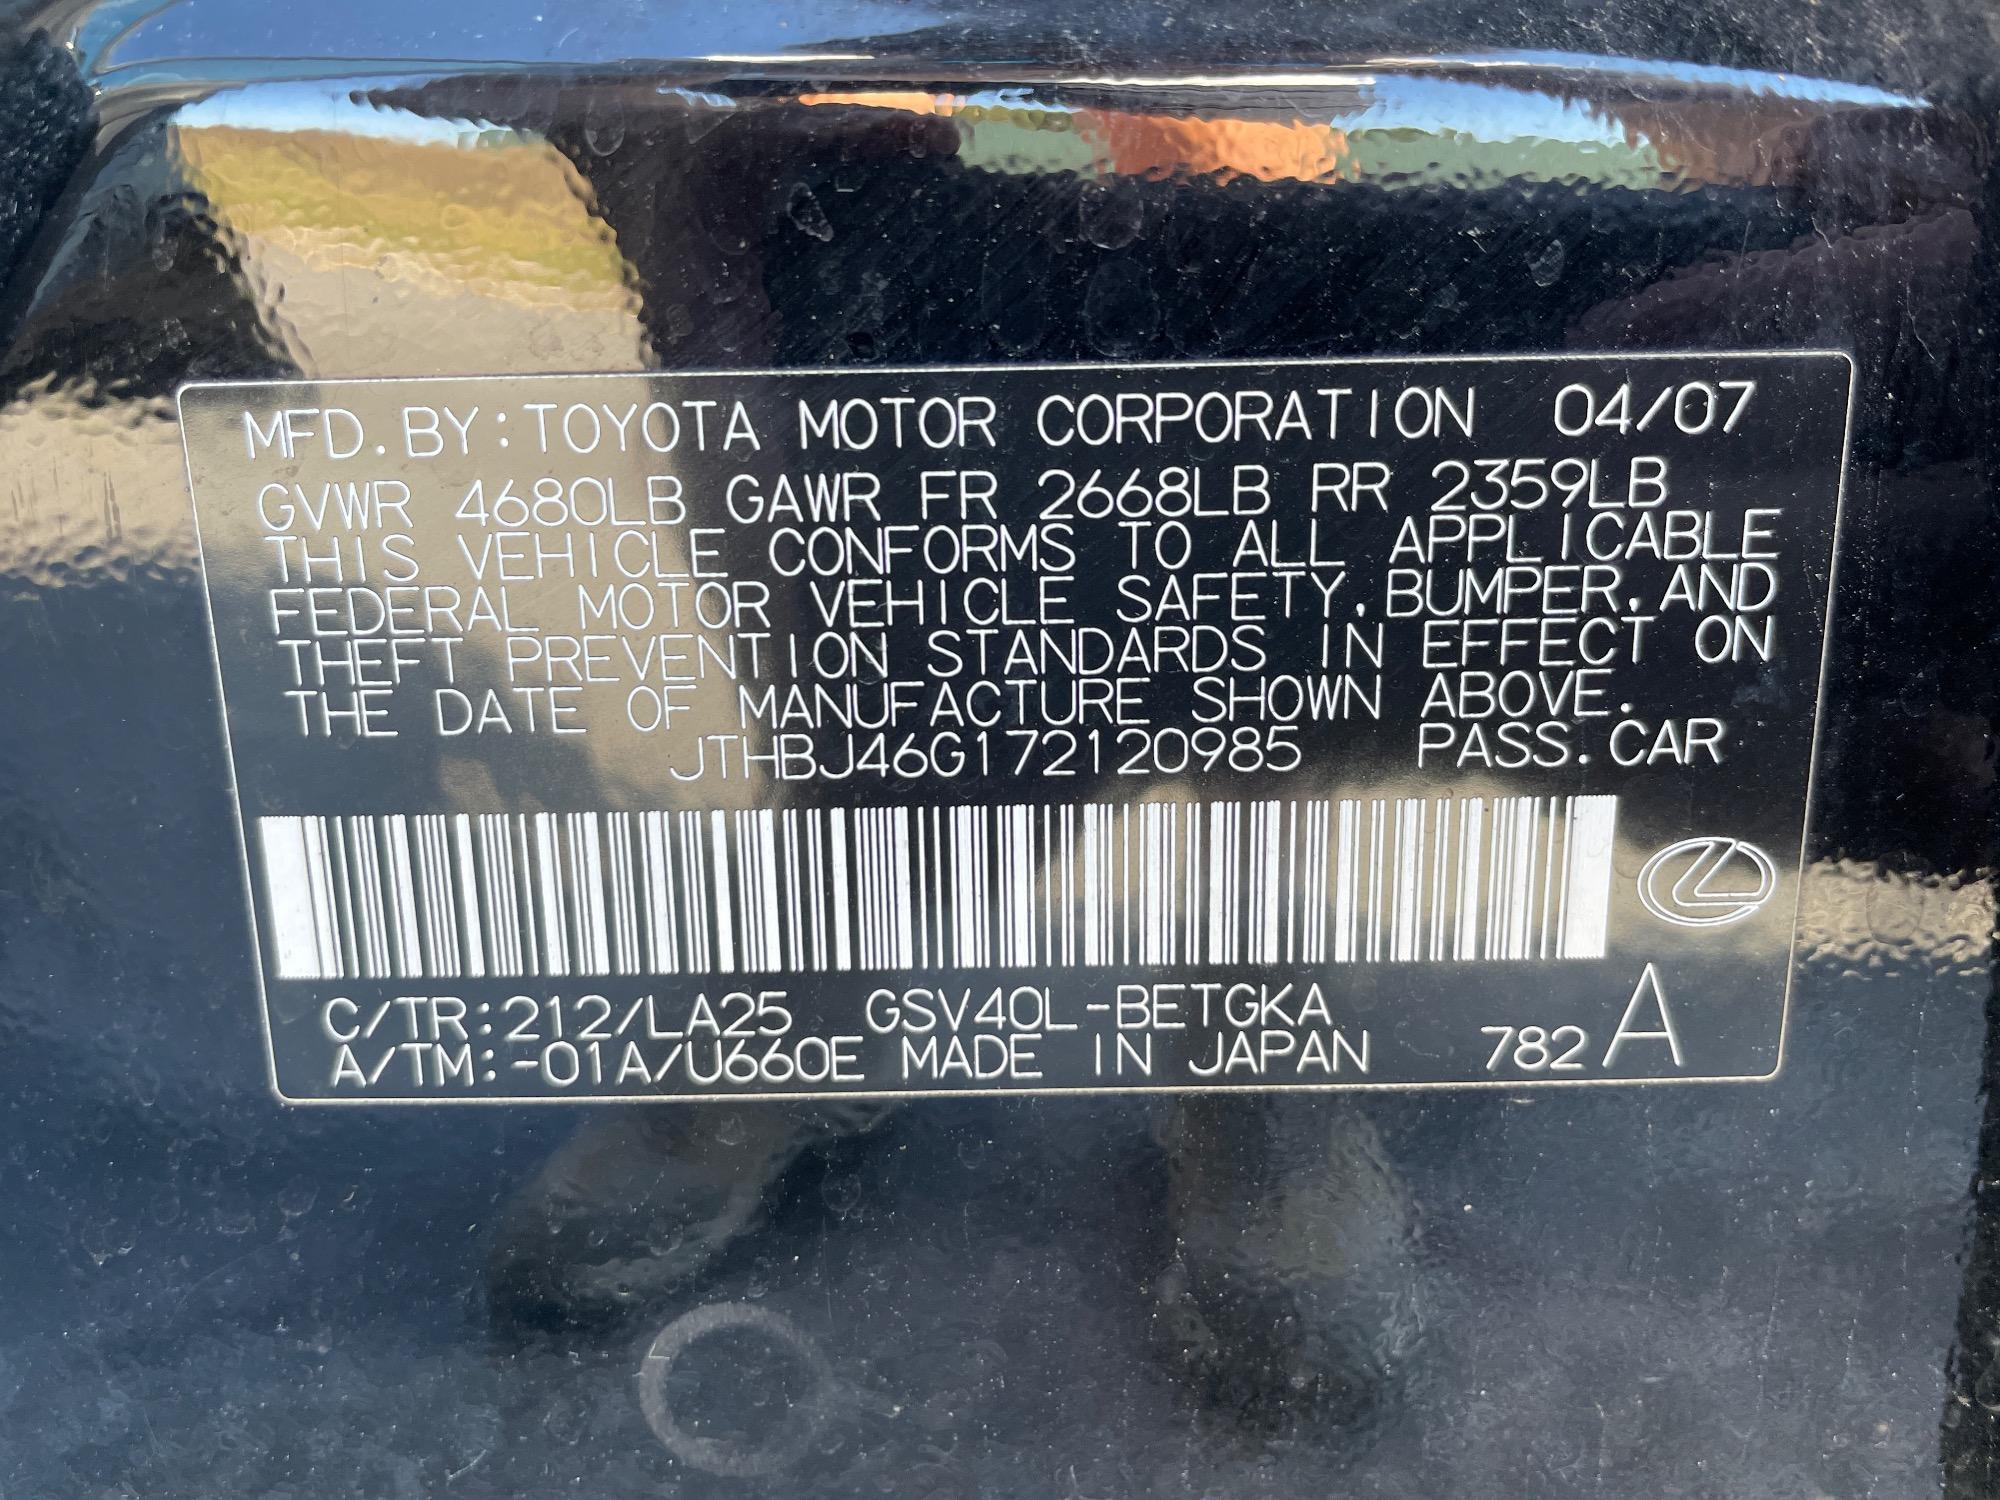 MFD. BY: TOYOTA MOTOR CORPORATION 04/07
GVWR 4680LB GAWR FR 2668LB RR 2359LB
THIS VEHICLE CONFORMS TO ALL APPLICABLE
FEDERAL MOTOR VEHICLE SAFETY, BUMPER, AND
THEFT PREVENTION STANDARDS IN EFFECT ON
THE DATE OF MANUFACTURE SHOWN ABOVE.
JTHBJ46G172120985 PASS. CAR
C/TR: 212/LA25 GSV40L-BETGKA
A/TM: -01A/U660E MADE IN JAPAN 782 A